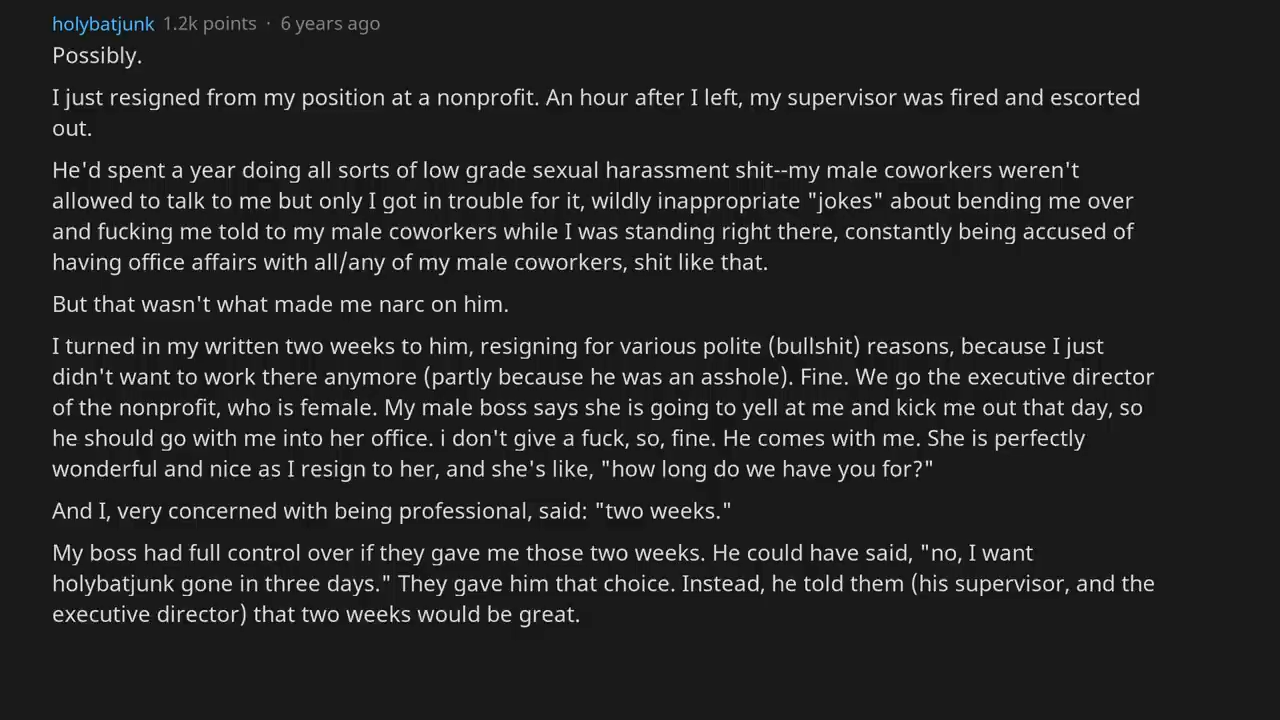 holybatjunk 1.2k points · 6 years ago
Possibly.
I just resigned from my position at a nonprofit. An hour after I left, my supervisor was fired and escorted
out.
He'd spent a year doing all sorts of low grade sexual harassment shit--my male coworkers weren't
allowed to talk to me but only I got in trouble for it, wildly inappropriate "jokes" about bending me over
and fucking me told to my male coworkers while I was standing right there, constantly being accused of
having office affairs with all/any of my male coworkers, shit like that.
But that wasn't what made me narc on him.
I turned in my written two weeks to him, resigning for various polite (bullshit) reasons, because I just
didn't want to work there anymore (partly because he was an asshole). Fine. We go the executive director
of the nonprofit, who is female. My male boss says she is going to yell at me and kick me out that day, so
he should go with me into her office. i don't give a fuck, so, fine. He comes with me. She is perfectly
wonderful and nice as I resign to her, and she's like, "how long do we have you for?"
And I, very concerned with being professional, said: "two weeks."
My boss had full control over if they gave me those two weeks. He could have said, "no, I want
holybatjunk gone in three days." They gave him that choice. Instead, he told them (his supervisor, and the
executive director) that two weeks would be great.